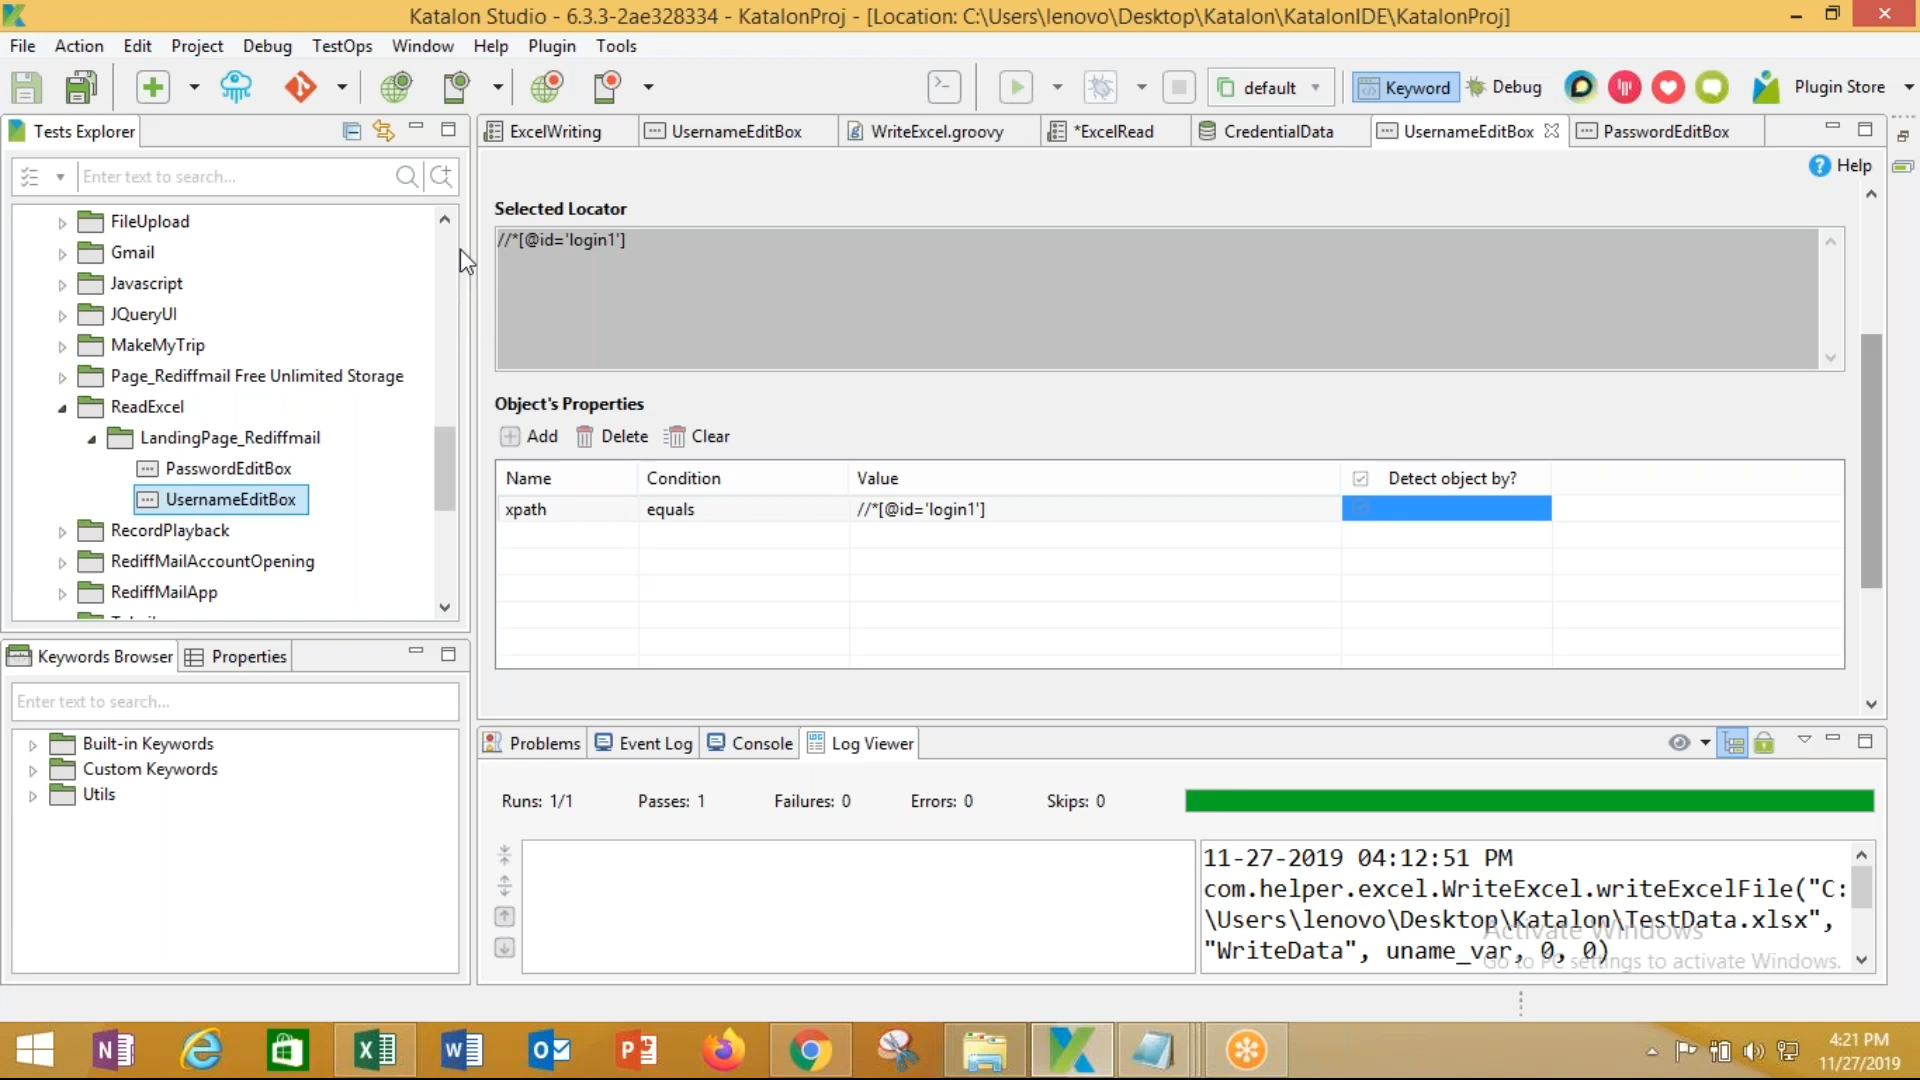 Katalon Studio - 6.3.3-2ae328334 - KatalonProj - [Location: C:\Users\lenovo\Desktop\Katalon\KatalonIDE\KatalonProj]
File Action Edit Project Debug TestOps Window Help Plugin Tools
default Keyword Debug Plugin Store
Tests Explorer
ExcelWriting UsernameEditBox WriteExcel.groovy *ExcelRead CredentialData UsernameEditBox PasswordEditBox
Enter text to search...
Help
FileUpload
Gmail
Javascript
JQueryUI
MakeMyTrip
Page_Rediffmail Free Unlimited Storage
ReadExcel
LandingPage_Rediffmail
PasswordEditBox
UsernameEditBox
RecordPlayback
RediffMailAccountOpening
RediffMailApp
Selected Locator
//*[@id='login1']
Object's Properties
Add Delete Clear
Name Condition Value Detect object by?
xpath equals //*[@id='login1']
Keywords Browser Properties
Enter text to search...
Built-in Keywords
Custom Keywords
Utils
Problems Event Log Console Log Viewer
Runs: 1/1 Passes: 1 Failures: 0 Errors: 0 Skips: 0
11-27-2019 04:12:51 PM
com.helper.excel.WriteExcel.writeExcelFile("C:
\Users\lenovo\Desktop\Katalon\TestData.xlsx",
"WriteData", uname_var, 0, 0)
Activate Windows
Go to PC settings to activate Windows.
4:21 PM
11/27/2019